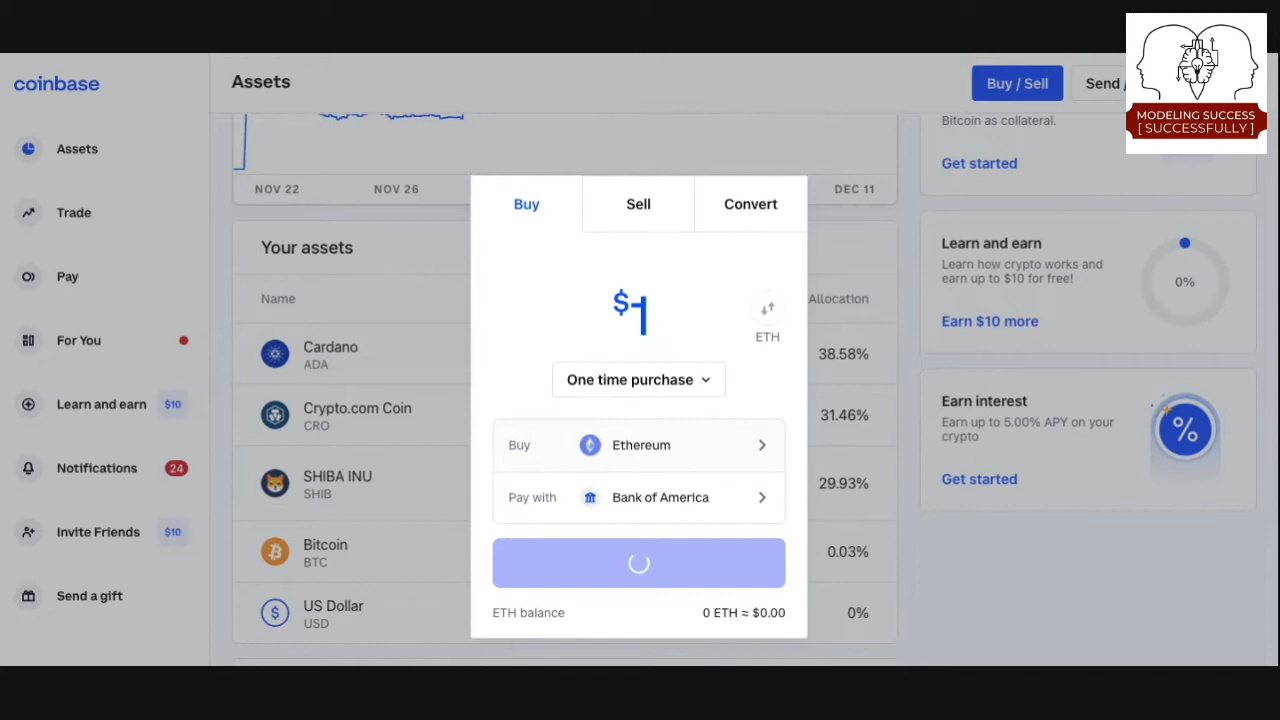 coinbase
Assets
Trade
Pay
For You
Learn and earn $10
Notifications 24
Invite Friends $10
Send a gift
Assets
Buy / Sell
Send /
MODELING SUCCESS
[ SUCCESSFULLY ]
NOV 22 NOV 26 DEC 11
Your assets
Name Allocation
Cardano
ADA
38.58%
Crypto.com Coin
CRO
31.46%
SHIBA INU
SHIB
29.93%
Bitcoin
BTC
0.03%
US Dollar
USD
0%
Buy Sell Convert
$1
ETH
One time purchase
Buy Ethereum
Pay with Bank of America
ETH balance 0 ETH ≈ $0.00
Bitcoin as collateral.
Get started
Learn and earn
Learn how crypto works and
earn up to $10 for free!
0%
Earn $10 more
Earn interest
Earn up to 5.00% APY on your
crypto
%
Get started